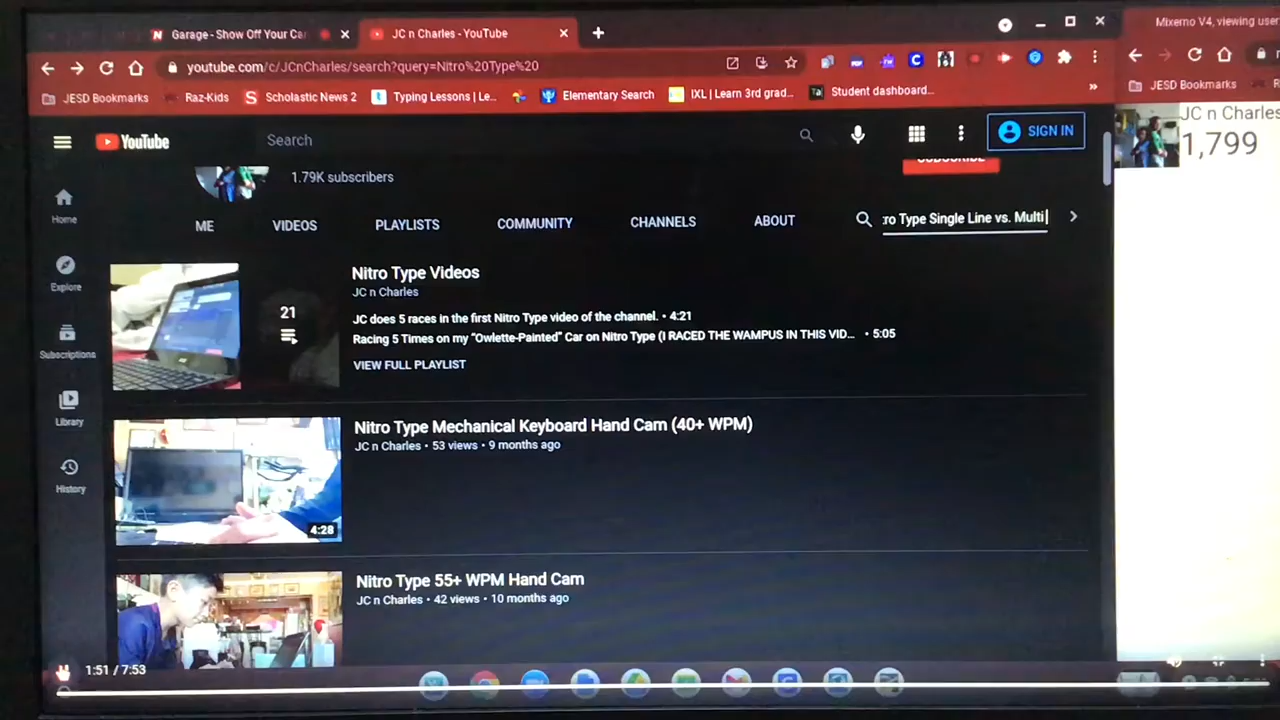 Garage - Show Off Your Ca
JC n Charles - YouTube
Mixerno V4, viewing user
youtube.com/c/JCnCharles/search?query=Nitro%20Type%20
JESD Bookmarks
Raz-Kids
Scholastic News 2
Typing Lessons | Le...
Elementary Search
IXL | Learn 3rd grad...
Student dashboard...
JESD Bookmarks
YouTube
Search
SIGN IN
JC n Charles
1,799
1.79K subscribers
SUBSCRIBE
ME
VIDEOS
PLAYLISTS
COMMUNITY
CHANNELS
ABOUT
ro Type Single Line vs. Multi
Home
Explore
Subscriptions
Library
History
21
Nitro Type Videos
JC n Charles
JC does 5 races in the first Nitro Type video of the channel. • 4:21
Racing 5 Times on my "Owlette-Painted" Car on Nitro Type (I RACED THE WAMPUS IN THIS VID... • 5:05
VIEW FULL PLAYLIST
Nitro Type Mechanical Keyboard Hand Cam (40+ WPM)
JC n Charles • 53 views • 9 months ago
4:28
Nitro Type 55+ WPM Hand Cam
JC n Charles • 42 views • 10 months ago
1:51 / 7:53